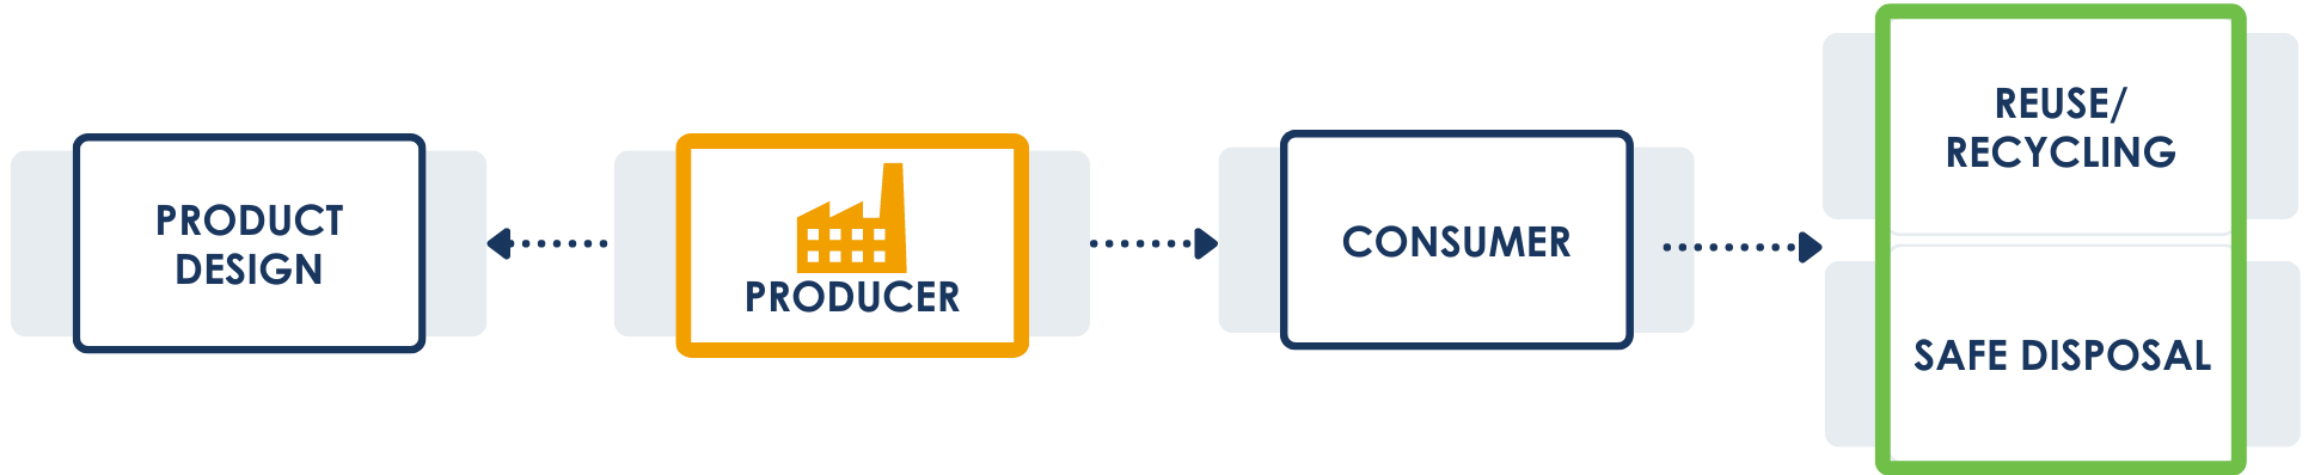 PRODUCT
DESIGN
PRODUCER
CONSUMER
REUSE/
RECYCLING
SAFE DISPOSAL